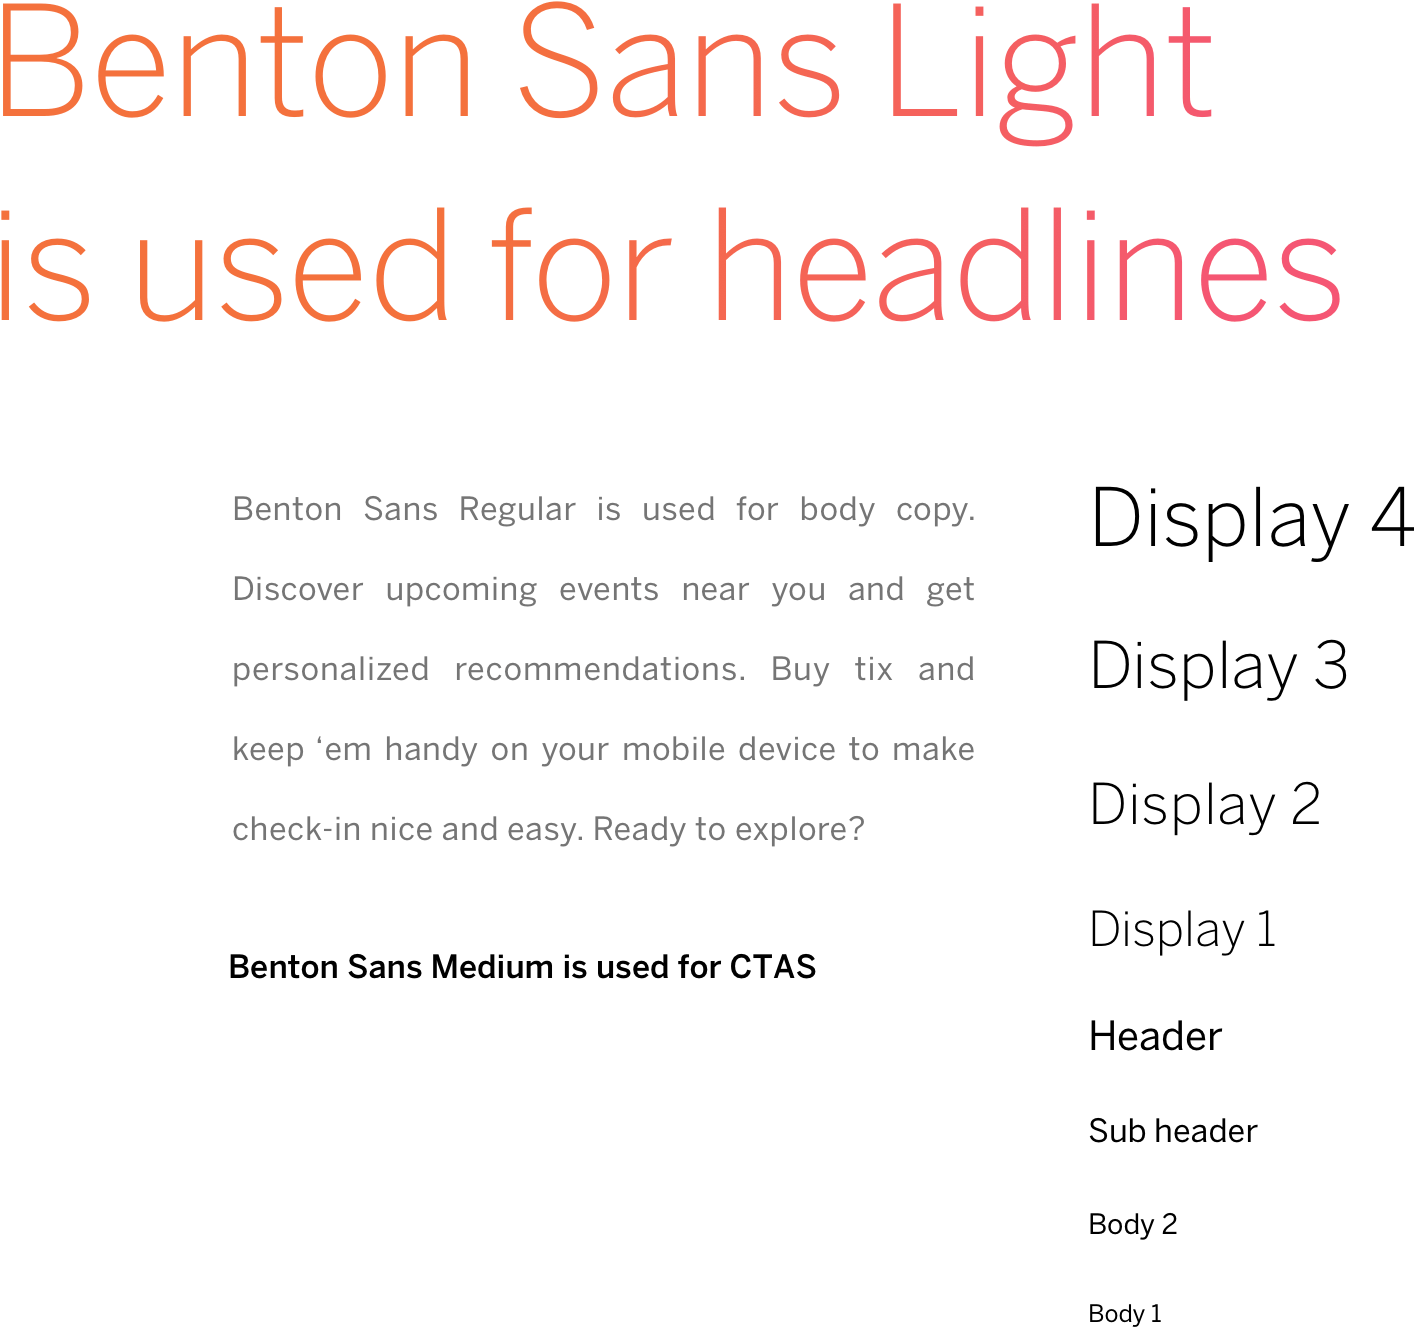 Benton Sans Light
is used for headlines
Benton Sans Regular is used for body copy.
Discover upcoming events near you and get
personalized recommendations. Buy tix and
keep ‘em handy on your mobile device to make
check-in nice and easy. Ready to explore?
Benton Sans Medium is used for CTAS
Display 4
Display 3
Display 2
Display 1
Header
Sub header
Body 2
Body 1